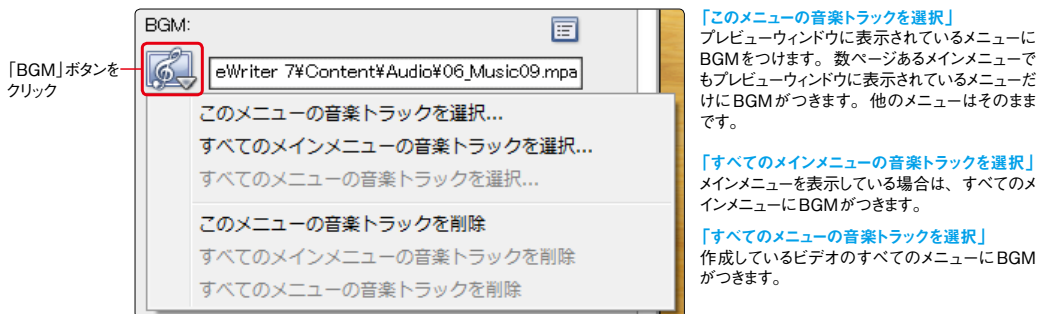 BGM:
「BGM」ボタンを
クリック
eWriter 7¥Content¥Audio¥06_Music09.mpa
このメニューの音楽トラックを選択...
すべてのメインメニューの音楽トラックを選択...
すべてのメニューの音楽トラックを選択...
このメニューの音楽トラックを削除
すべてのメインメニューの音楽トラックを削除
すべてのメニューの音楽トラックを削除
「このメニューの音楽トラックを選択」
プレビューウィンドウに表示されているメニューに
BGMをつけます。数ページあるメインメニューで
もプレビューウィンドウに表示されているメニューだ
けにBGMがつきます。他のメニューはそのまま
です。
「すべてのメインメニューの音楽トラックを選択」
メインメニューを表示している場合は、すべてのメ
インメニューにBGMがつきます。
「すべてのメニューの音楽トラックを選択」
作成しているビデオのすべてのメニューにBGM
がつきます。